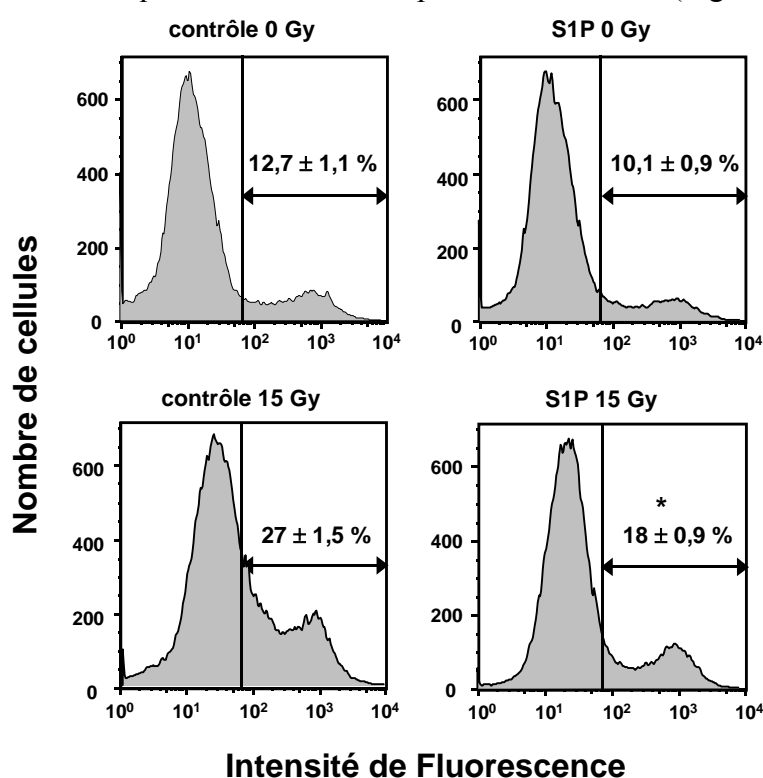 contrôle 0 Gy
S1P 0 Gy
600
400
200
0
12,7 ± 1,1 %
10⁰ 10¹ 10² 10³ 10⁴
600
400
200
0
10,1 ± 0,9 %
10⁰ 10¹ 10² 10³ 10⁴
Nombre de cellules
contrôle 15 Gy
S1P 15 Gy
600
400
200
0
27 ± 1,5 %
10⁰ 10¹ 10² 10³ 10⁴
600
400
200
0
*
18 ± 0,9 %
10⁰ 10¹ 10² 10³ 10⁴
Intensité de Fluorescence